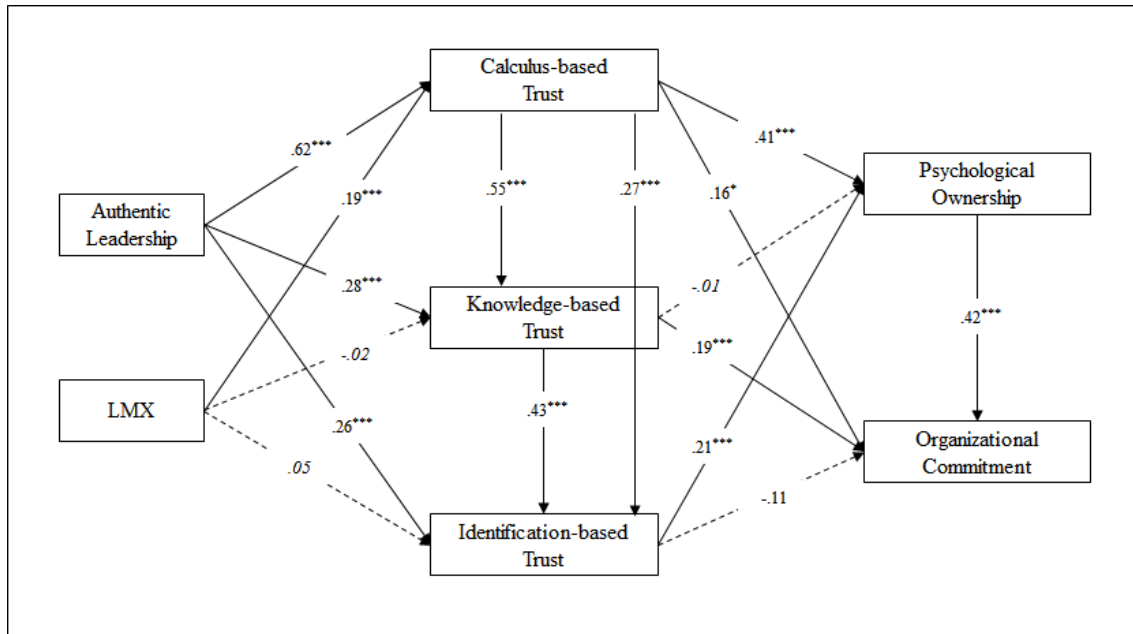 Calculus-based
Trust
.62***
.41***
.55***
.27***
.16*
.19***
Psychological
Ownership
Authentic
Leadership
.28***
-.01
Knowledge-based
Trust
.42***
-.02
.19***
LMX
.43***
.26***
.21***
Organizational
Commitment
.05
-.11
Identification-based
Trust